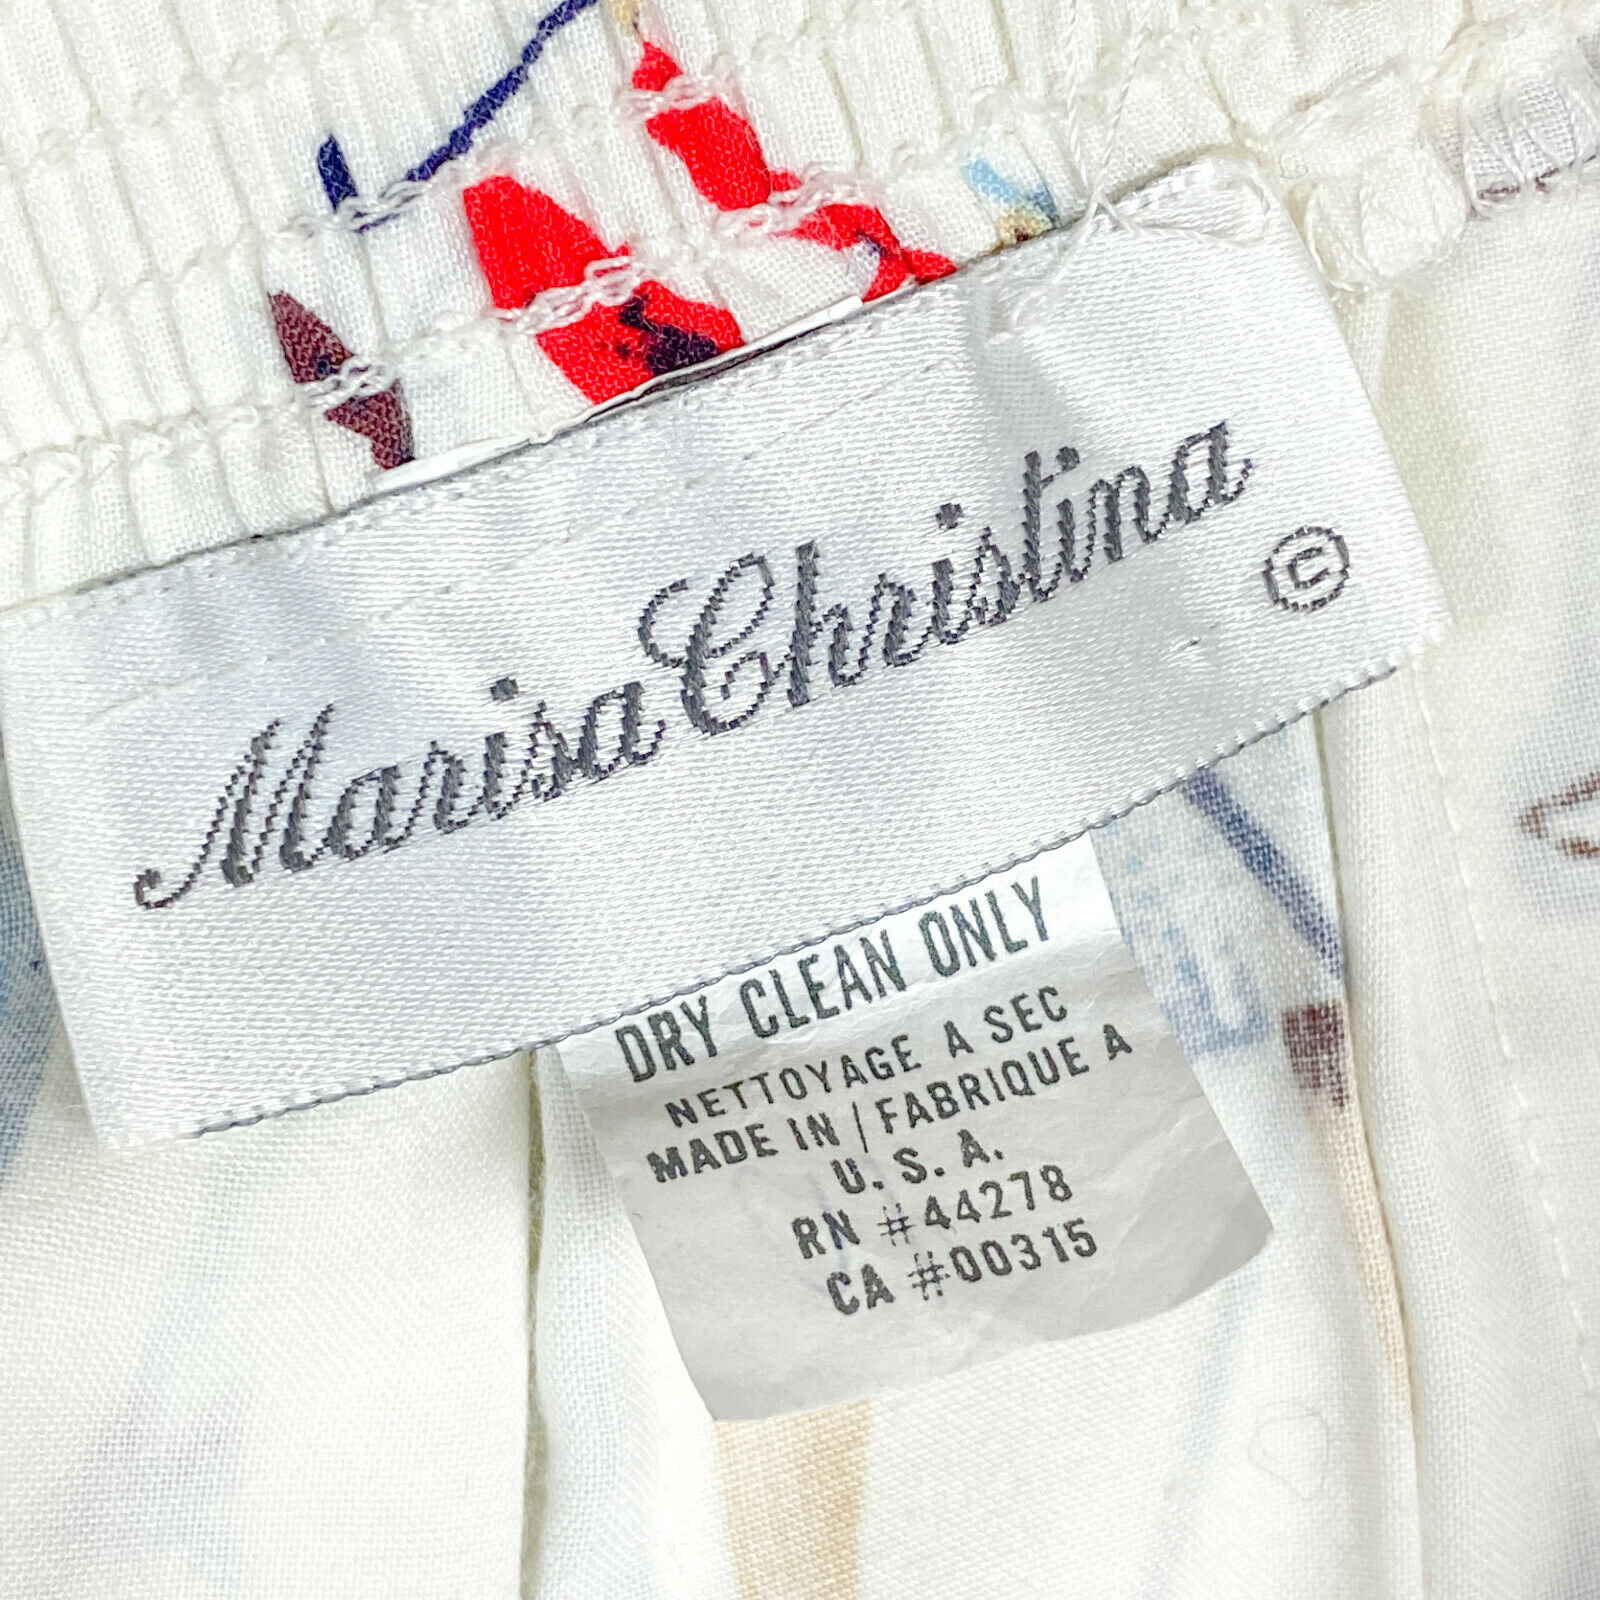 Marisa Christina ©
DRY CLEAN ONLY
NETTOYAGE A SEC
MADE IN / FABRIQUE A
U. S. A.
RN #44278
CA #00315